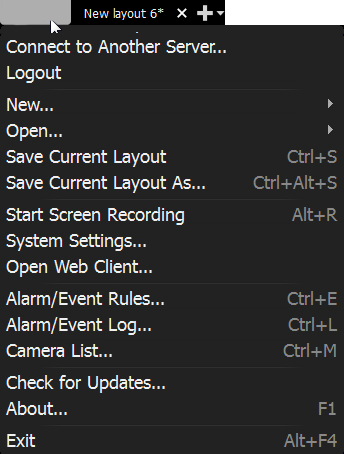 New layout 6*
Connect to Another Server...
Logout
New...
Open...
Save Current Layout Ctrl+S
Save Current Layout As... Ctrl+Alt+S
Start Screen Recording Alt+R
System Settings...
Open Web Client...
Alarm/Event Rules... Ctrl+E
Alarm/Event Log... Ctrl+L
Camera List... Ctrl+M
Check for Updates...
About... F1
Exit Alt+F4